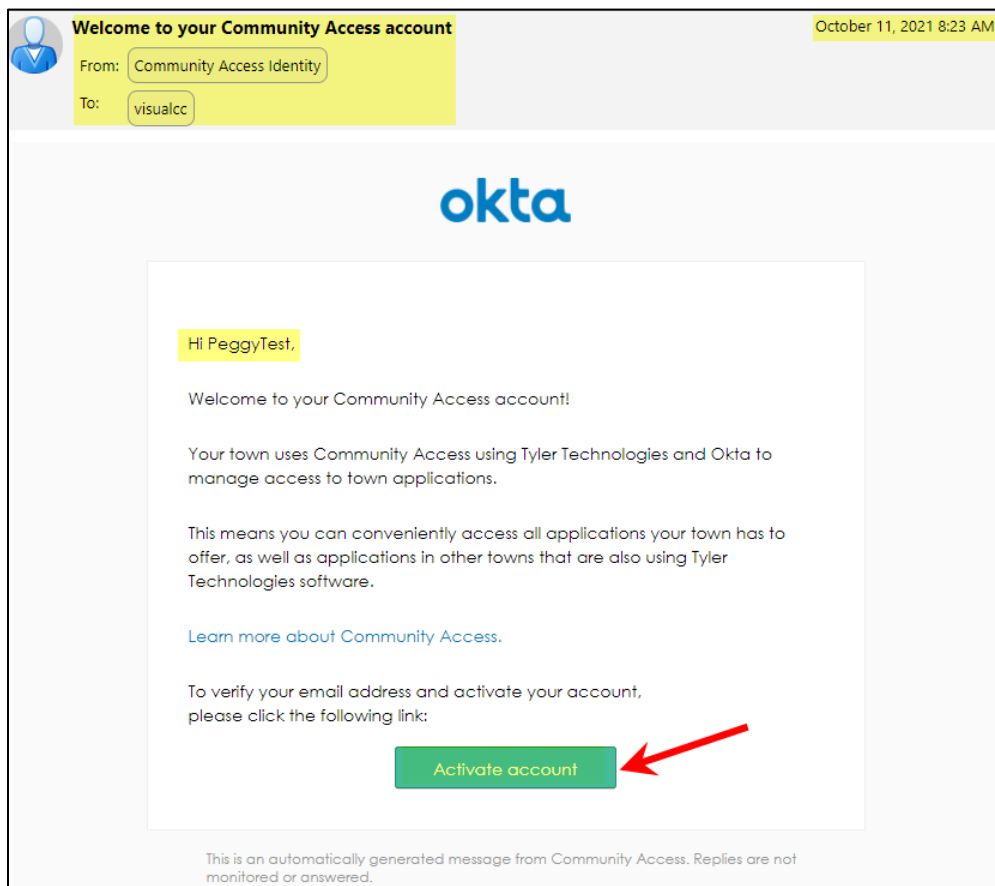 Welcome to your Community Access account
October 11, 2021 8:23 AM
From: Community Access Identity
To: visualcc
okta
Hi PeggyTest,
Welcome to your Community Access account!
Your town uses Community Access using Tyler Technologies and Okta to
manage access to town applications.
This means you can conveniently access all applications your town has to
offer, as well as applications in other towns that are also using Tyler
Technologies software.
Learn more about Community Access.
To verify your email address and activate your account,
please click the following link:
Activate account
This is an automatically generated message from Community Access. Replies are not
monitored or answered.